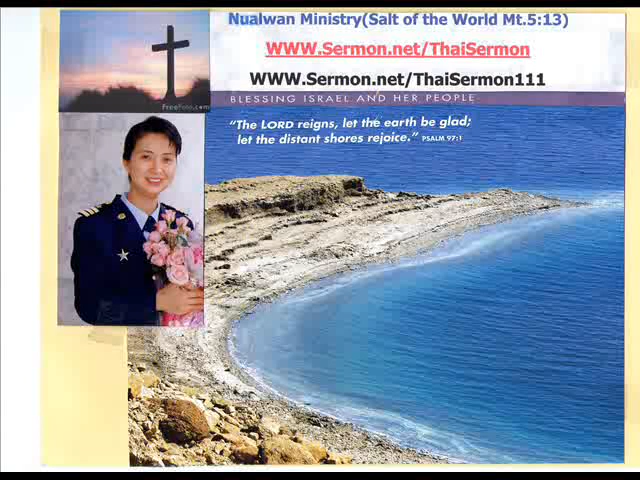 Nualwan Ministry(Salt of the World Mt.5:13)
WWW.Sermon.net/ThaiSermon
WWW.Sermon.net/ThaiSermon111
FreeFoto.com
BLESSING ISRAEL AND HER PEOPLE
“The LORD reigns, let the earth be glad;
let the distant shores rejoice.” PSALM 97:1